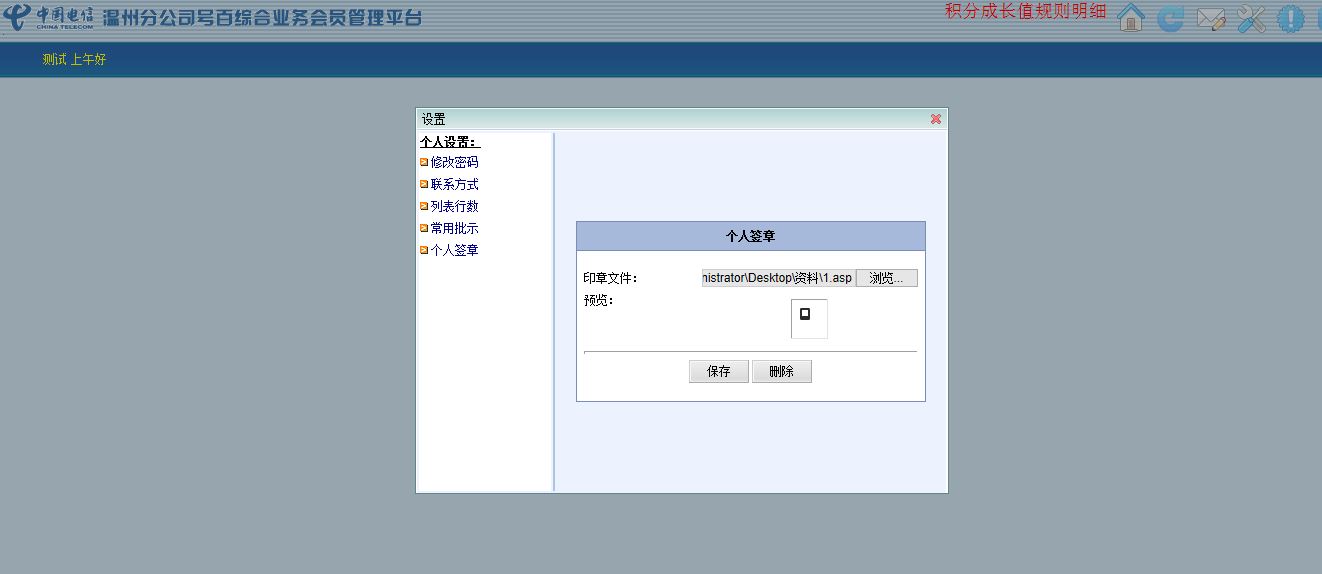 中国电信 温州分公司号百综合业务会员管理平台
CHINA TELECOM
积分成长值规则明细
测试 上午好
设置
个人设置：
修改密码
联系方式
列表行数
常用批示
个人签章
个人签章
印章文件： nistrator\Desktop\资料\1.asp 浏览...
预览：
保存 删除